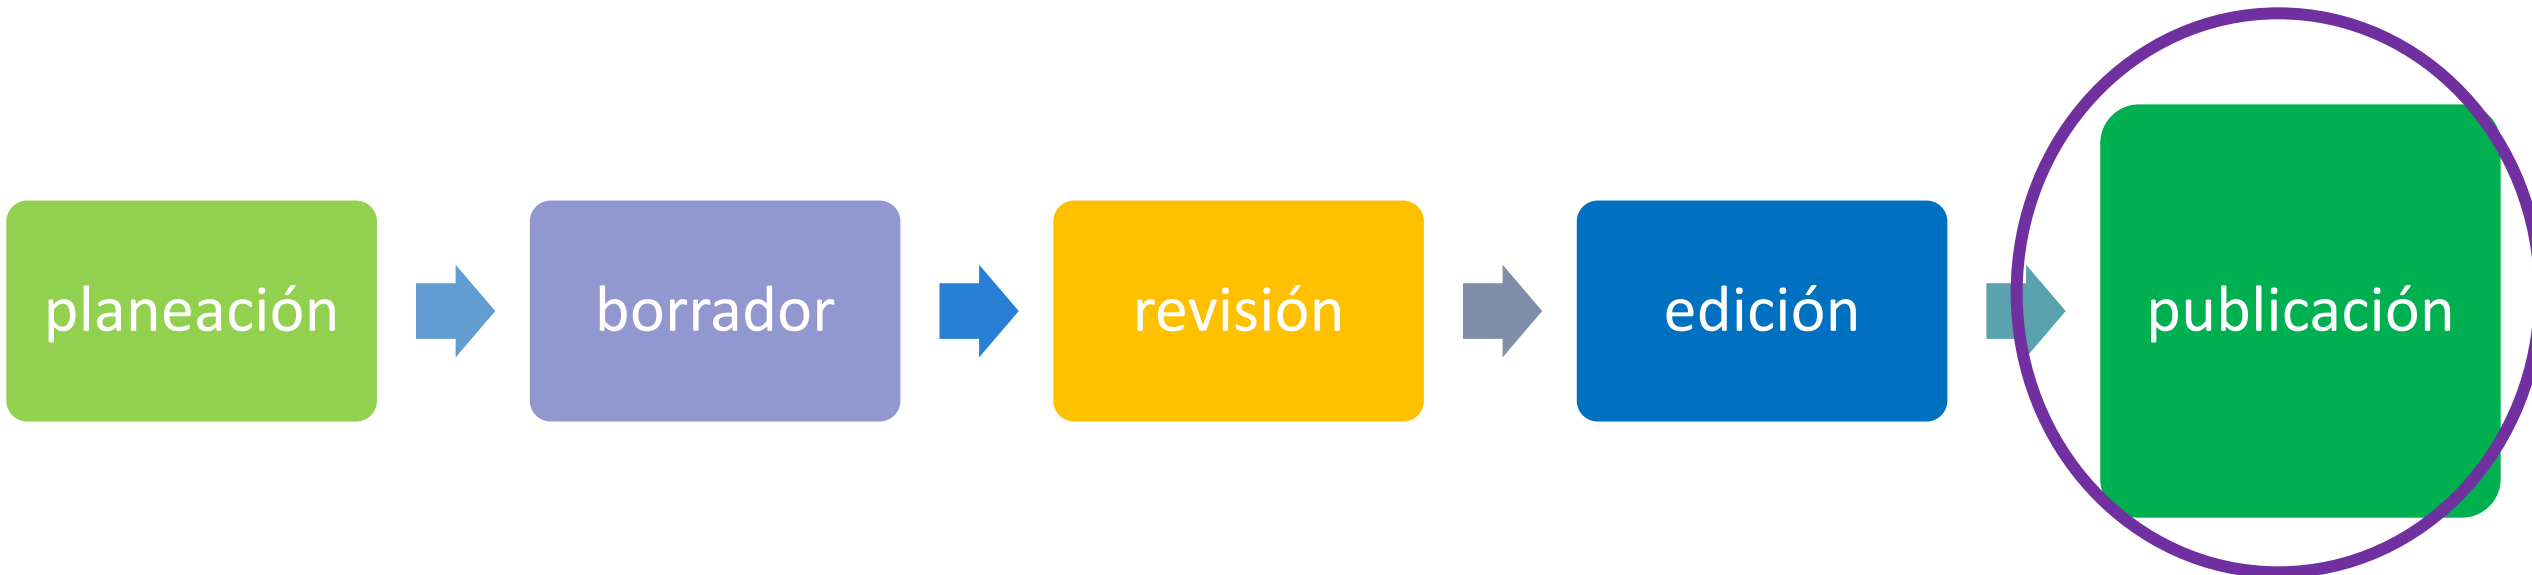 planeación
borrador
revisión
edición
publicación